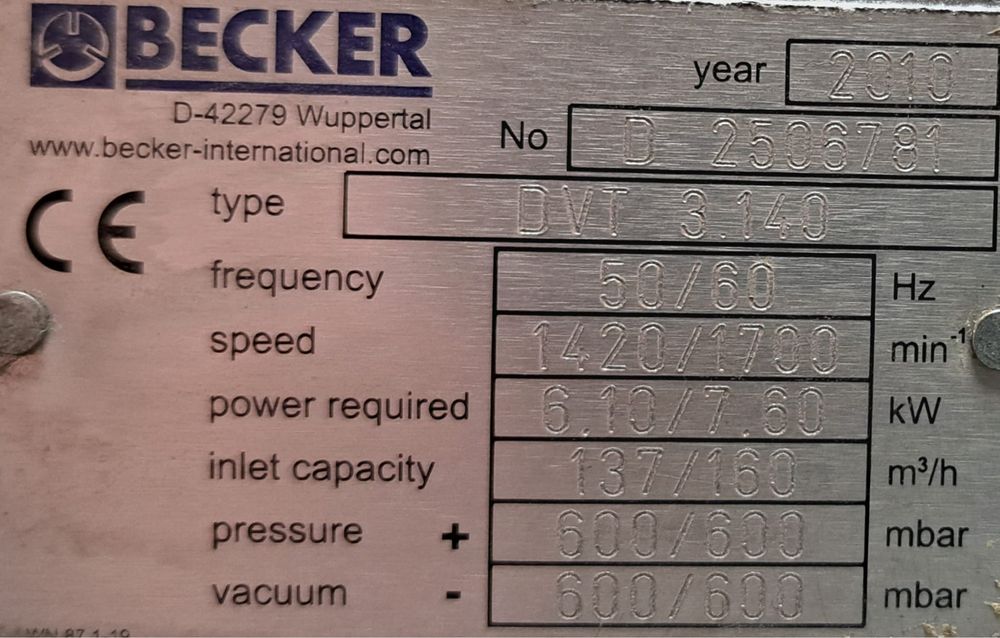 BECKER
D-42279 Wuppertal
www.becker-international.com
year 2010
No D 2506781
CE
type DVT 3.140
frequency 50/60 Hz
speed 1420/1700 min⁻¹
power required 6.10/7.60 kW
inlet capacity 137/160 m³/h
pressure + 600/600 mbar
vacuum - 600/600 mbar